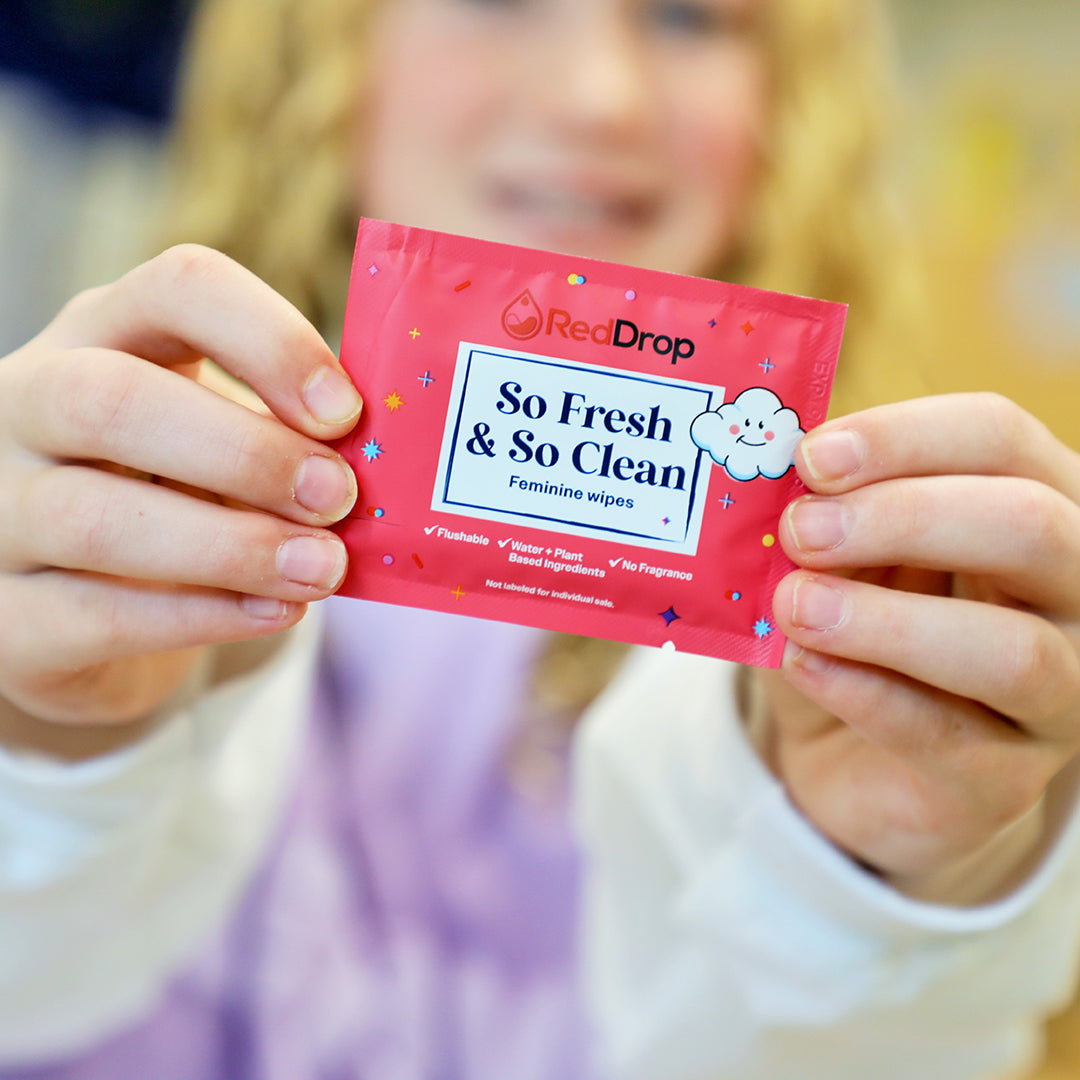 RedDrop
So Fresh
& So Clean
Feminine wipes
✓Flushable ✓Water + Plant Based Ingredients ✓No Fragrance
Not labeled for individual sale.
EXP